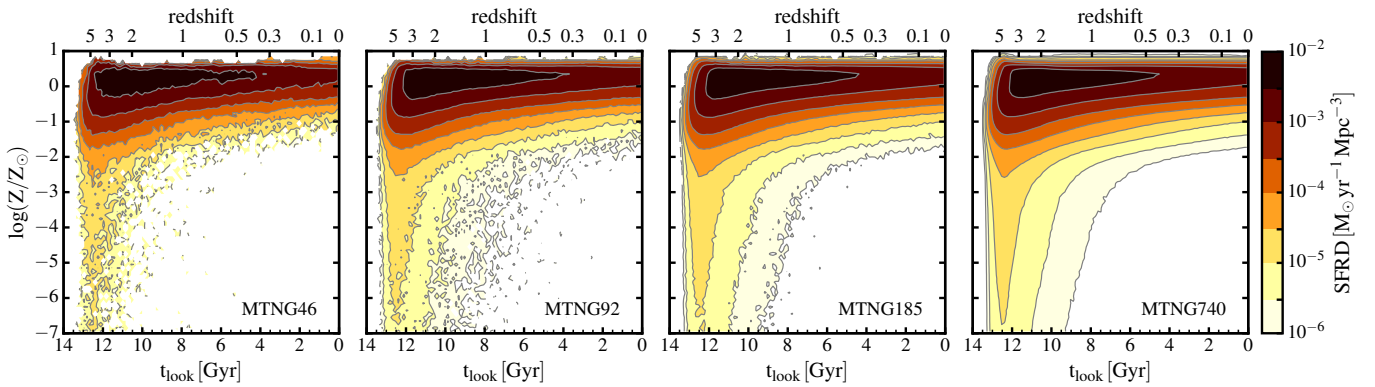 redshift redshift redshift redshift
5 3 2 1 0.5 0.3 0.1 0 5 3 2 1 0.5 0.3 0.1 0 5 3 2 1 0.5 0.3 0.1 0 5 3 2 1 0.5 0.3 0.1 0
1
0
−1
−2
−3
−4
−5
−6
−7
log(Z/Z⊙)
MTNG46 MTNG92 MTNG185 MTNG740
14 12 10 8 6 4 2 0 14 12 10 8 6 4 2 0 14 12 10 8 6 4 2 0 14 12 10 8 6 4 2 0
t_look [Gyr] t_look [Gyr] t_look [Gyr] t_look [Gyr]
10⁻²
10⁻³
10⁻⁴
10⁻⁵
10⁻⁶
SFRD [M⊙ yr⁻¹ Mpc⁻³]